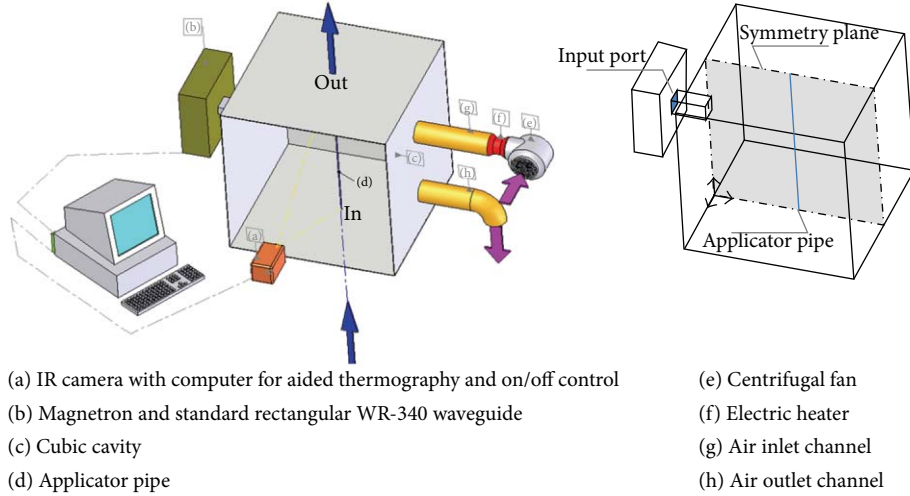 (b)
Out
(g)
(f)
(e)
(c)
(h)
(d)
In
(a)
Symmetry plane
Input port
Applicator pipe
(a) IR camera with computer for aided thermography and on/off control
(b) Magnetron and standard rectangular WR-340 waveguide
(c) Cubic cavity
(d) Applicator pipe
(e) Centrifugal fan
(f) Electric heater
(g) Air inlet channel
(h) Air outlet channel